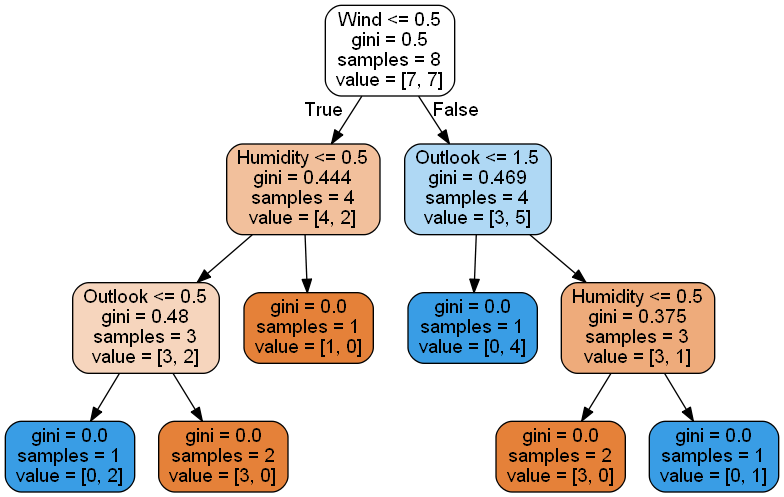 Wind <= 0.5
gini = 0.5
samples = 8
value = [7, 7]
True
False
Humidity <= 0.5
gini = 0.444
samples = 4
value = [4, 2]
Outlook <= 1.5
gini = 0.469
samples = 4
value = [3, 5]
Outlook <= 0.5
gini = 0.48
samples = 3
value = [3, 2]
gini = 0.0
samples = 1
value = [1, 0]
gini = 0.0
samples = 1
value = [0, 4]
Humidity <= 0.5
gini = 0.375
samples = 3
value = [3, 1]
gini = 0.0
samples = 1
value = [0, 2]
gini = 0.0
samples = 2
value = [3, 0]
gini = 0.0
samples = 2
value = [3, 0]
gini = 0.0
samples = 1
value = [0, 1]